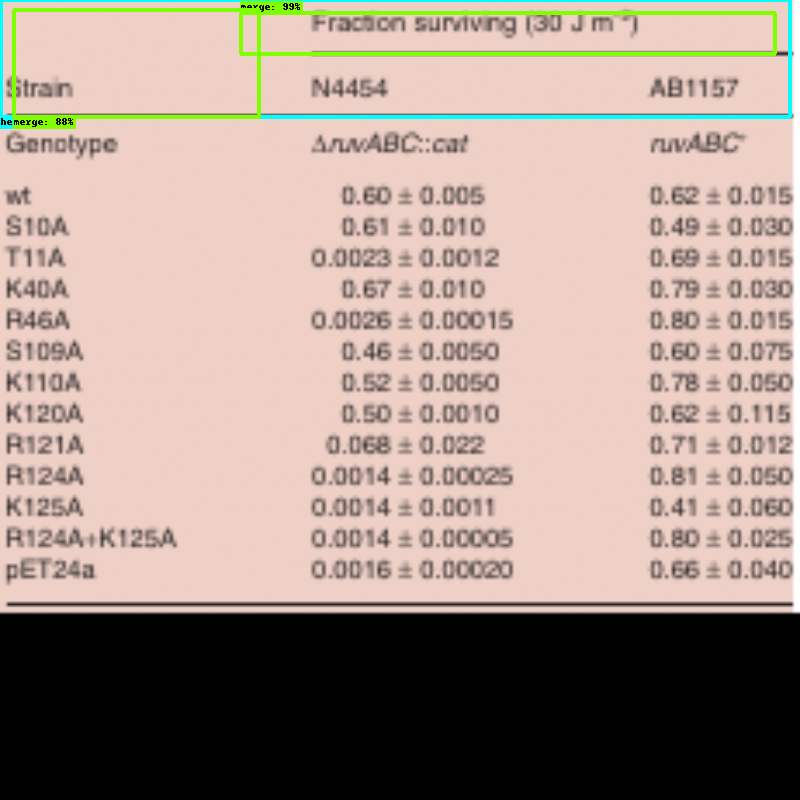 merge: 99%
Fraction surviving (30 J m⁻²)
Strain N4454 AB1157
hemerge: 88%
Genotype ΔruvABC::cat ruvABC⁺
wt 0.60 ± 0.005 0.62 ± 0.015
S10A 0.61 ± 0.010 0.49 ± 0.030
T11A 0.0023 ± 0.0012 0.69 ± 0.015
K40A 0.67 ± 0.010 0.79 ± 0.030
R46A 0.0026 ± 0.00015 0.80 ± 0.015
S109A 0.46 ± 0.0050 0.60 ± 0.075
K110A 0.52 ± 0.0050 0.78 ± 0.050
K120A 0.50 ± 0.0010 0.62 ± 0.115
R121A 0.068 ± 0.022 0.71 ± 0.012
R124A 0.0014 ± 0.00025 0.81 ± 0.050
K125A 0.0014 ± 0.0011 0.41 ± 0.060
R124A+K125A 0.0014 ± 0.00005 0.80 ± 0.025
pET24a 0.0016 ± 0.00020 0.66 ± 0.040